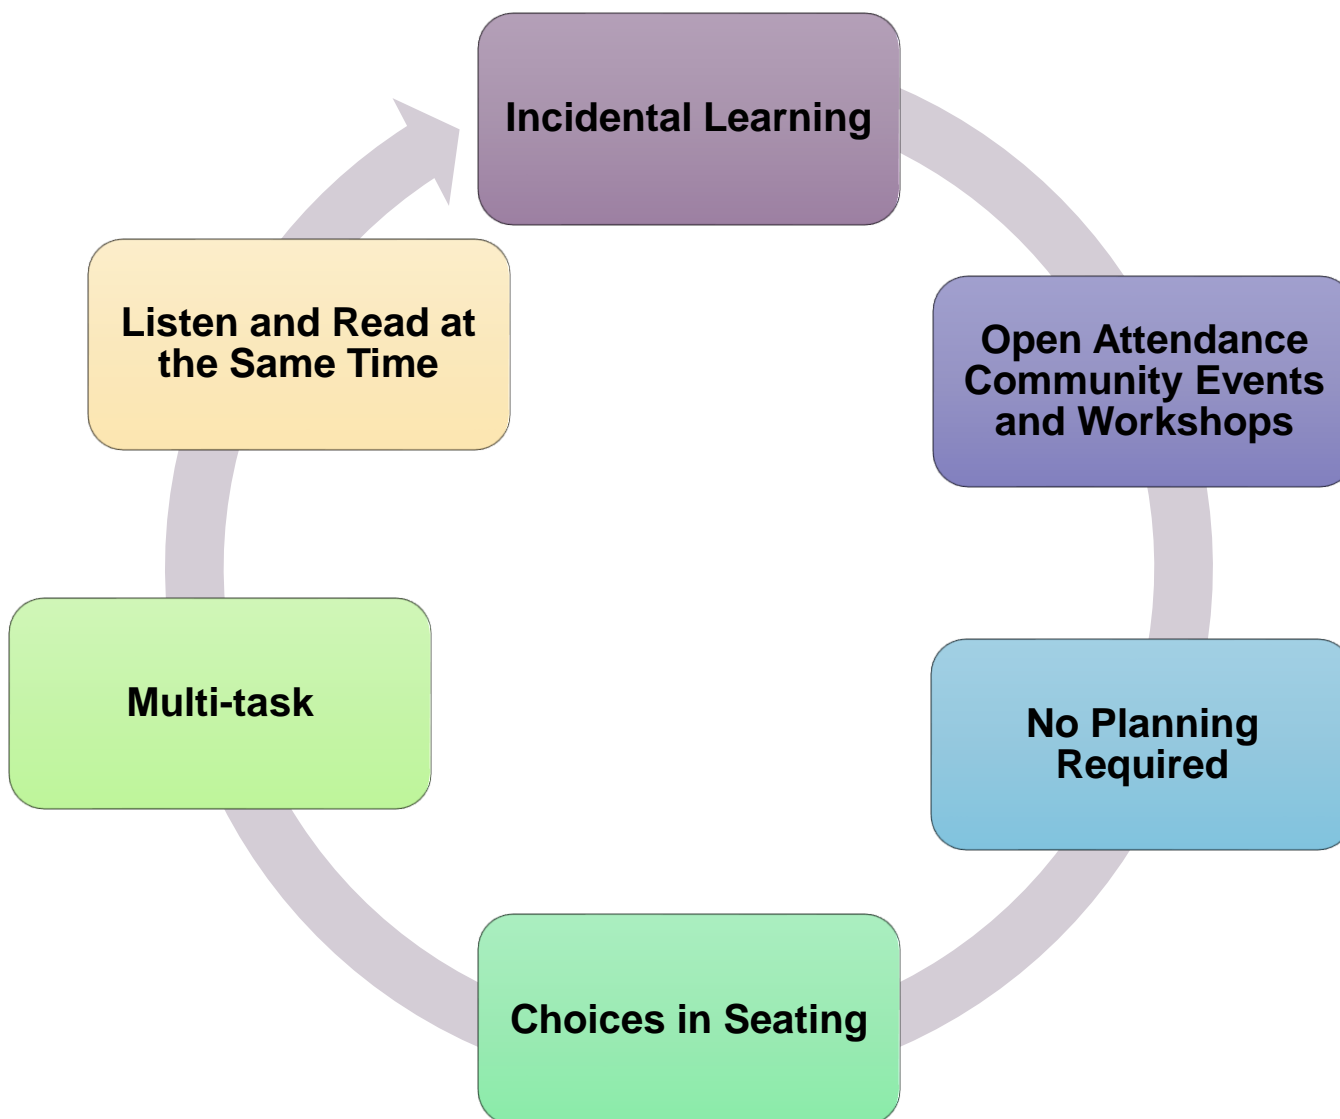 Incidental Learning
Open Attendance
Community Events
and Workshops
No Planning
Required
Choices in Seating
Multi-task
Listen and Read at
the Same Time